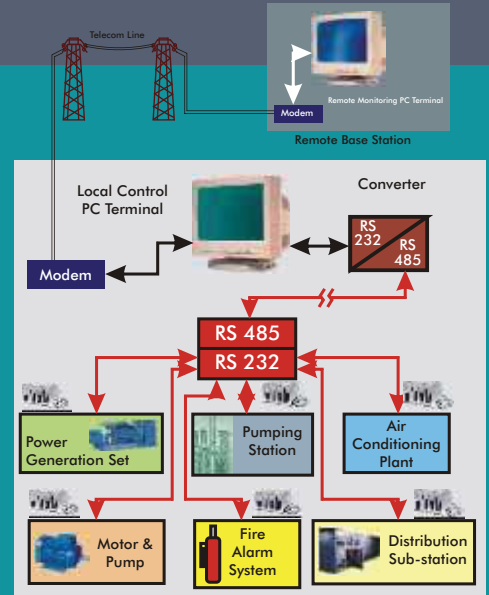 Telecom Line
Remote Monitoring PC Terminal
Modem
Remote Base Station
Local Control
PC Terminal
Converter
RS
232
RS
485
Modem
RS 485
RS 232
Power
Generation Set
Pumping
Station
Air
Conditioning
Plant
Motor &
Pump
Fire
Alarm
System
Distribution
Sub-station